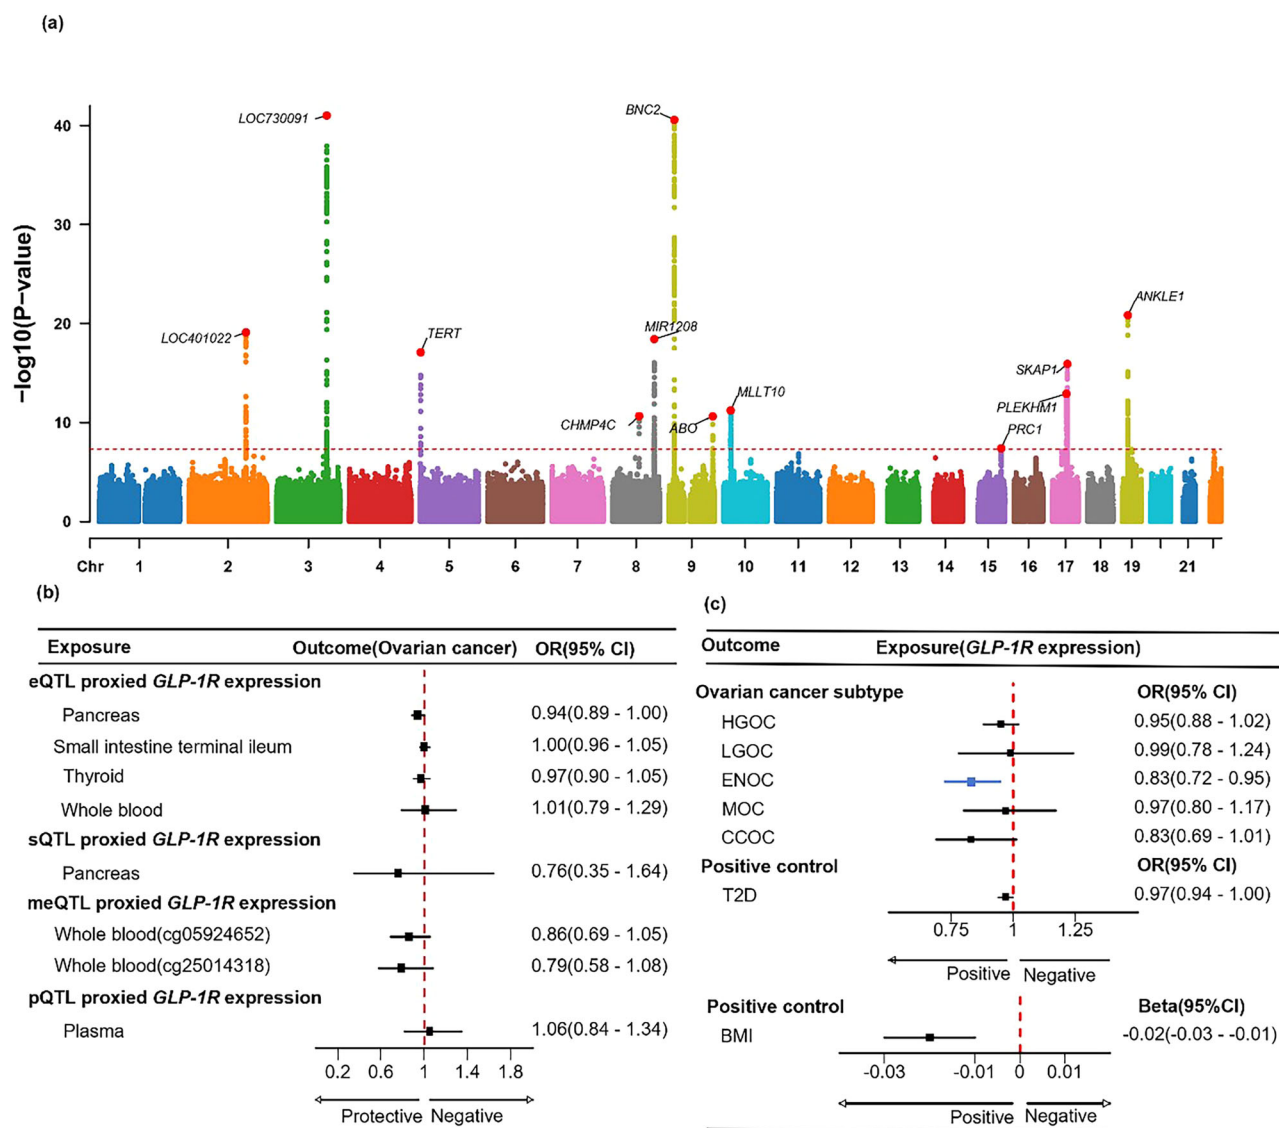 (a)
−log10(P−value)
40
30
20
10
0
LOC730091
BNC2
LOC401022
TERT
MIR1208
ANKLE1
CHMP4C
ABO
MLLT10
SKAP1
PLEKHM1
PRC1
Chr 1 2 3 4 5 6 7 8 9 10 11 12 13 14 15 16 17 18 19 21
(b)
Exposure Outcome(Ovarian cancer) OR(95% CI)
eQTL proxied GLP-1R expression
Pancreas 0.94(0.89 - 1.00)
Small intestine terminal ileum 1.00(0.96 - 1.05)
Thyroid 0.97(0.90 - 1.05)
Whole blood 1.01(0.79 - 1.29)
sQTL proxied GLP-1R expression
Pancreas 0.76(0.35 - 1.64)
meQTL proxied GLP-1R expression
Whole blood(cg05924652) 0.86(0.69 - 1.05)
Whole blood(cg25014318) 0.79(0.58 - 1.08)
pQTL proxied GLP-1R expression
Plasma 1.06(0.84 - 1.34)
0.2 0.6 1 1.4 1.8
Protective Negative
(c)
Outcome Exposure(GLP-1R expression)
Ovarian cancer subtype OR(95% CI)
HGOC 0.95(0.88 - 1.02)
LGOC 0.99(0.78 - 1.24)
ENOC 0.83(0.72 - 0.95)
MOC 0.97(0.80 - 1.17)
CCOC 0.83(0.69 - 1.01)
Positive control OR(95% CI)
T2D 0.97(0.94 - 1.00)
0.75 1 1.25
Positive Negative
Positive control Beta(95%CI)
BMI -0.02(-0.03 - -0.01)
-0.03 -0.01 0 0.01
Positive Negative